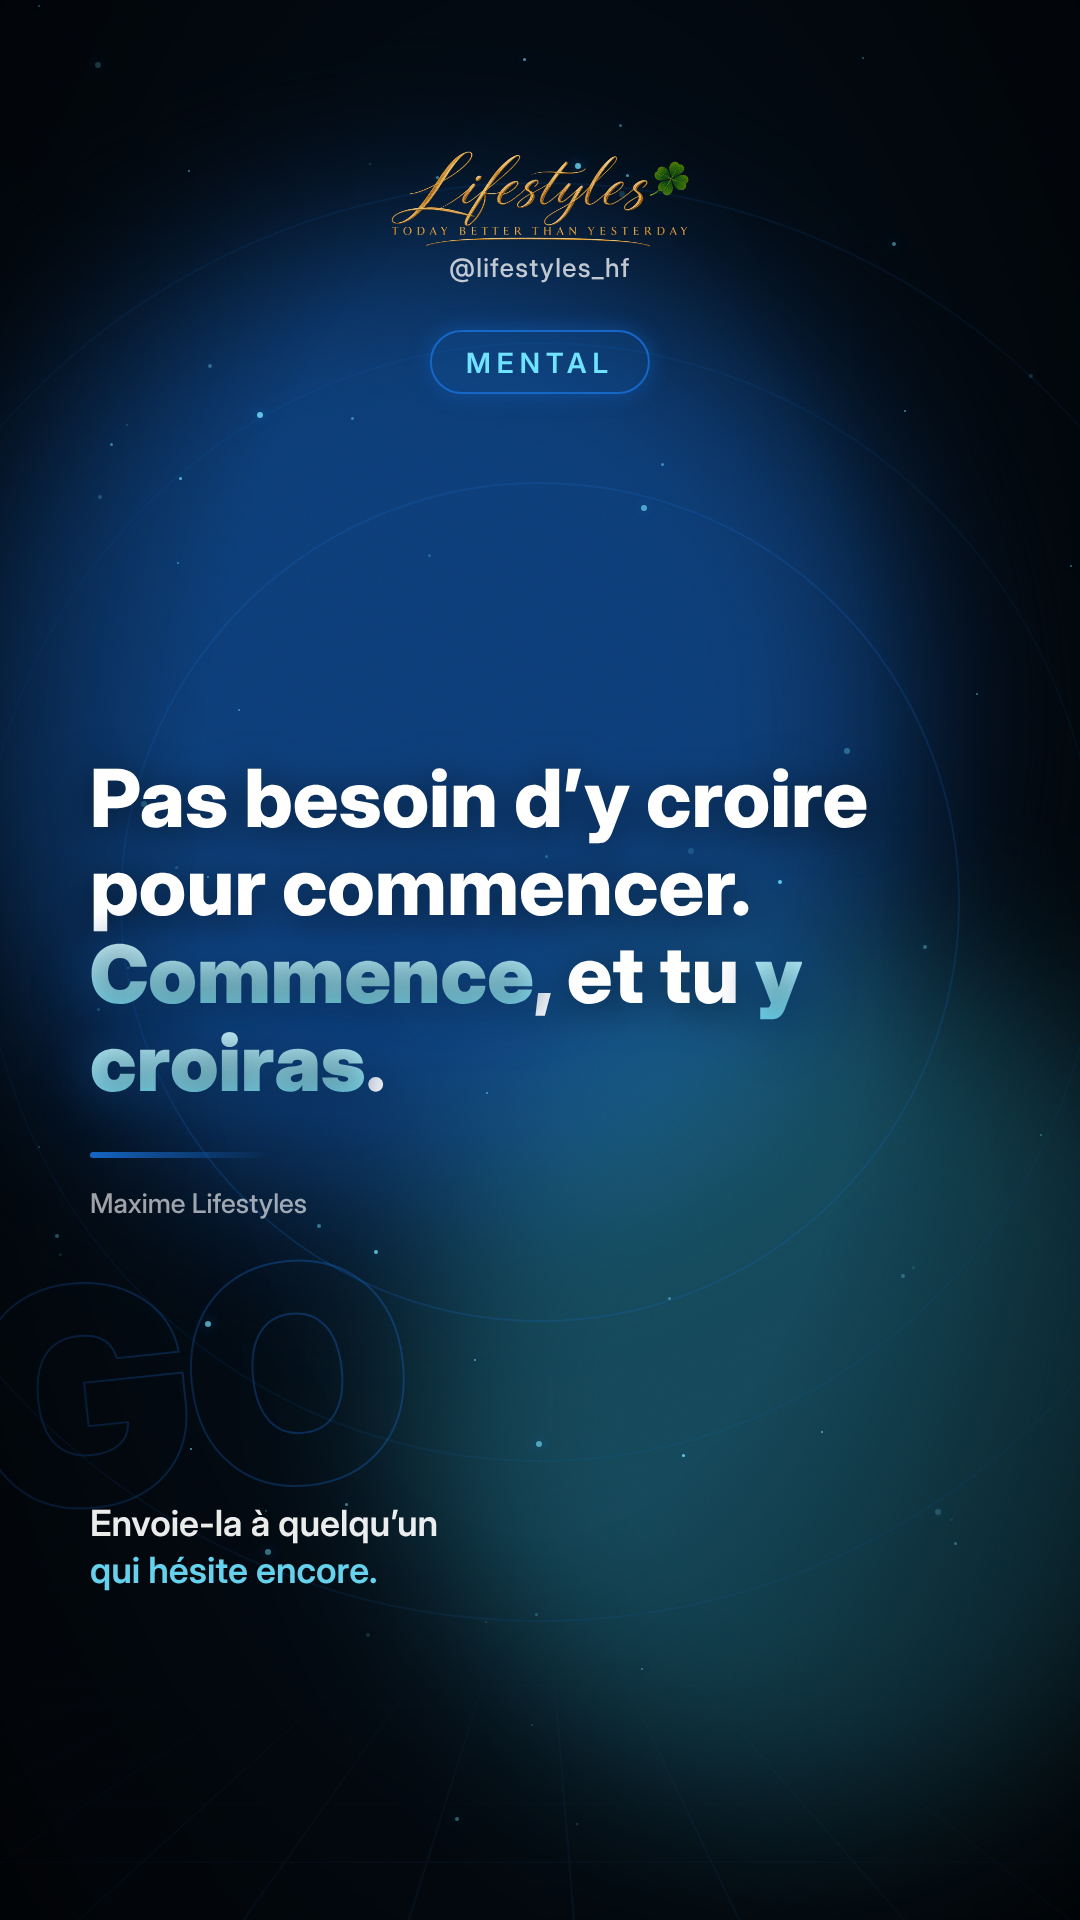 Lifestyles
TODAY BETTER THAN YESTERDAY
@lifestyles_hf
MENTAL
Pas besoin d’y croire
pour commencer.
Commence, et tu y
croiras.
Maxime Lifestyles
GO
Envoie-la à quelqu’un
qui hésite encore.